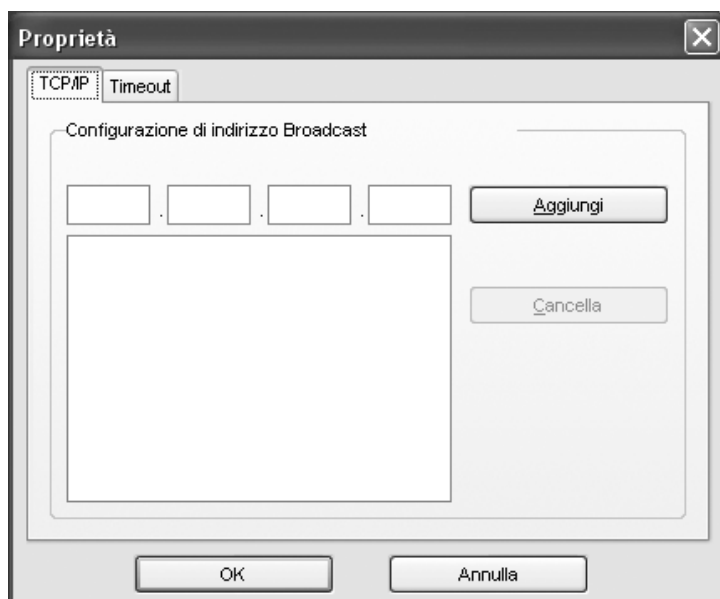 Proprietà
TCP/IP Timeout
Configurazione di indirizzo Broadcast
. . . Aggiungi
Cancella
OK Annulla